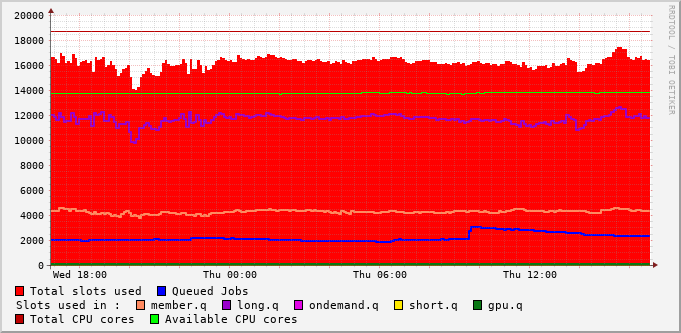 RRDTOOL / TOBI OETIKER
20000
18000
16000
14000
12000
10000
8000
6000
4000
2000
0
Wed 18:00 Thu 00:00 Thu 06:00 Thu 12:00
Total slots used Queued Jobs
Slots used in : member.q long.q ondemand.q short.q gpu.q
Total CPU cores Available CPU cores